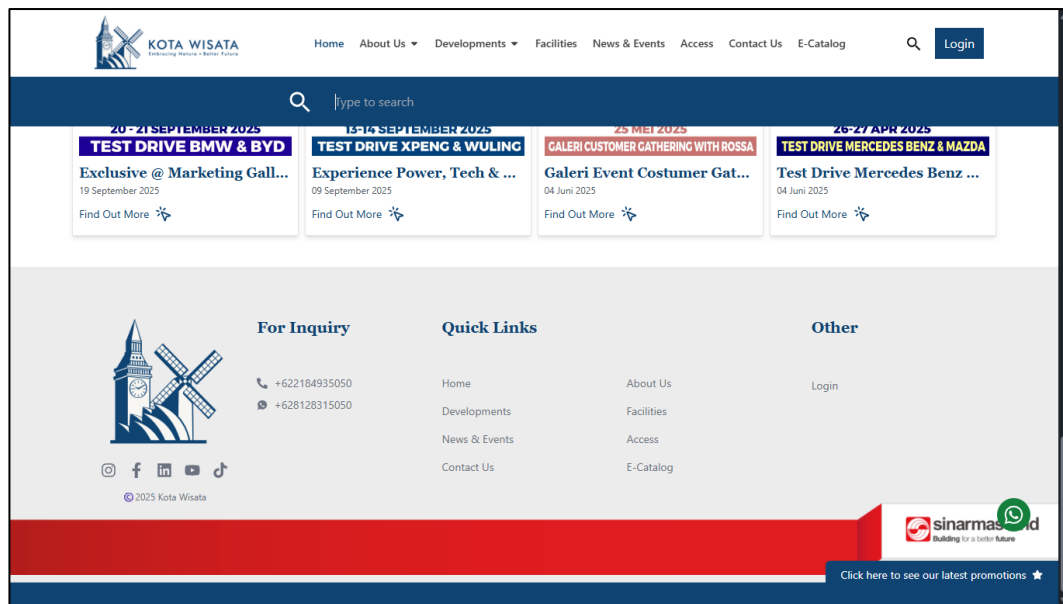 KOTA WISATA
Embracing Nature • Better Future
Home About Us Developments Facilities News & Events Access Contact Us E-Catalog Login
Type to search
20 - 21 SEPTEMBER 2025
TEST DRIVE BMW & BYD
Exclusive @ Marketing Gall...
19 September 2025
Find Out More
13-14 SEPTEMBER 2025
TEST DRIVE XPENG & WULING
Experience Power, Tech & ...
09 September 2025
Find Out More
25 MEI 2025
GALERI CUSTOMER GATHERING WITH ROSSA
Galeri Event Costumer Gat...
04 Juni 2025
Find Out More
26-27 APR 2025
TEST DRIVE MERCEDES BENZ & MAZDA
Test Drive Mercedes Benz ...
04 Juni 2025
Find Out More
For Inquiry
+622184935050
+628128315050
Quick Links
Home About Us
Developments Facilities
News & Events Access
Contact Us E-Catalog
Other
Login
© 2025 Kota Wisata
Building for a better future
Click here to see our latest promotions